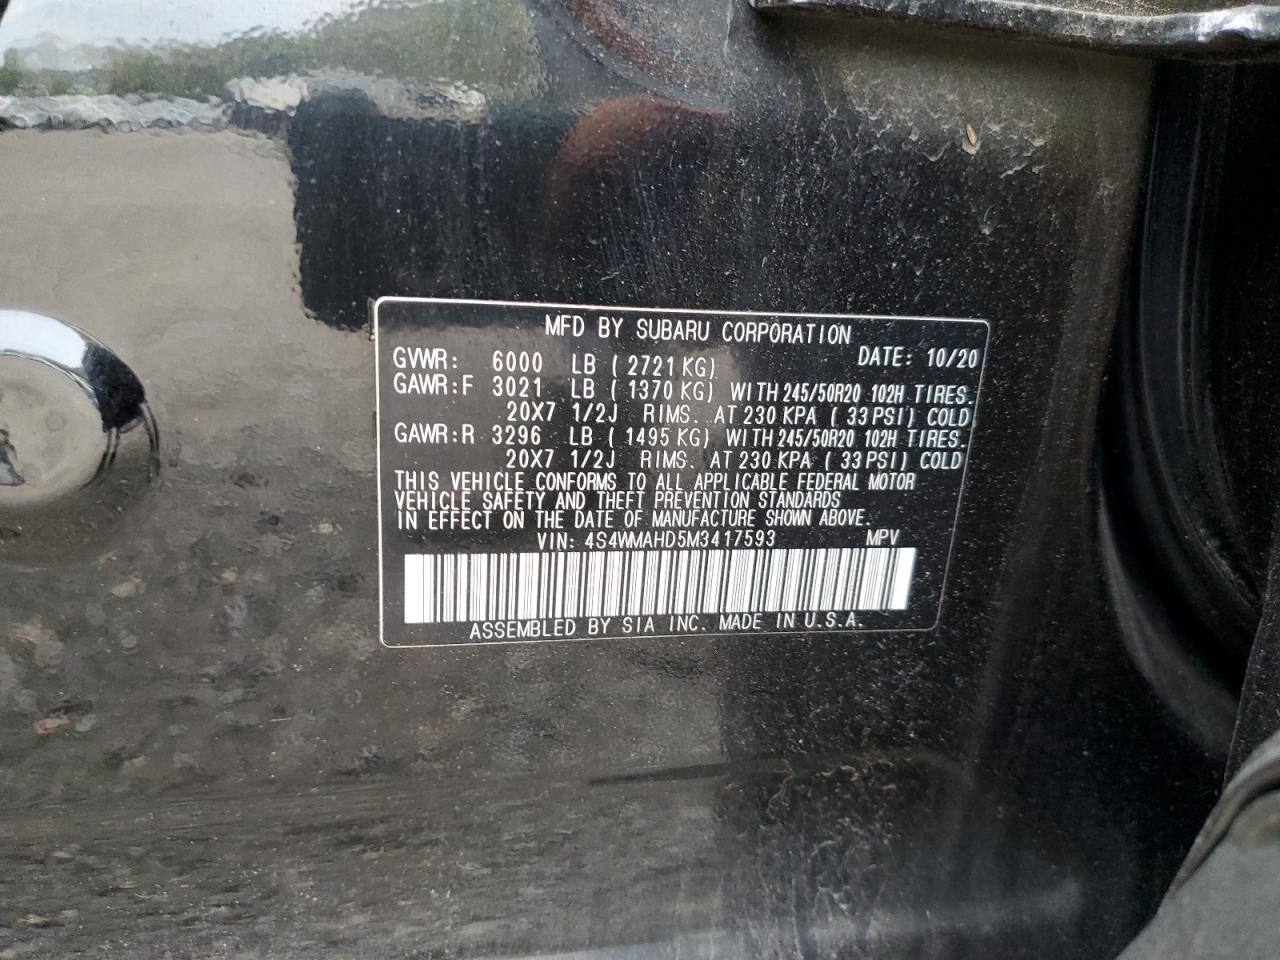 MFD BY SUBARU CORPORATION
GVWR: 6000 LB ( 2721 KG) DATE: 10/20
GAWR:F 3021 LB ( 1370 KG) WITH 245/50R20 102H TIRES.
20X7 1/2J RIMS. AT 230 KPA ( 33 PSI) COLD
GAWR:R 3296 LB ( 1495 KG) WITH 245/50R20 102H TIRES.
20X7 1/2J RIMS. AT 230 KPA ( 33 PSI) COLD
THIS VEHICLE CONFORMS TO ALL APPLICABLE FEDERAL MOTOR
VEHICLE SAFETY AND THEFT PREVENTION STANDARDS
IN EFFECT ON THE DATE OF MANUFACTURE SHOWN ABOVE.
VIN: 4S4WMAHD5M3417593 MPV
ASSEMBLED BY SIA INC. MADE IN U.S.A.